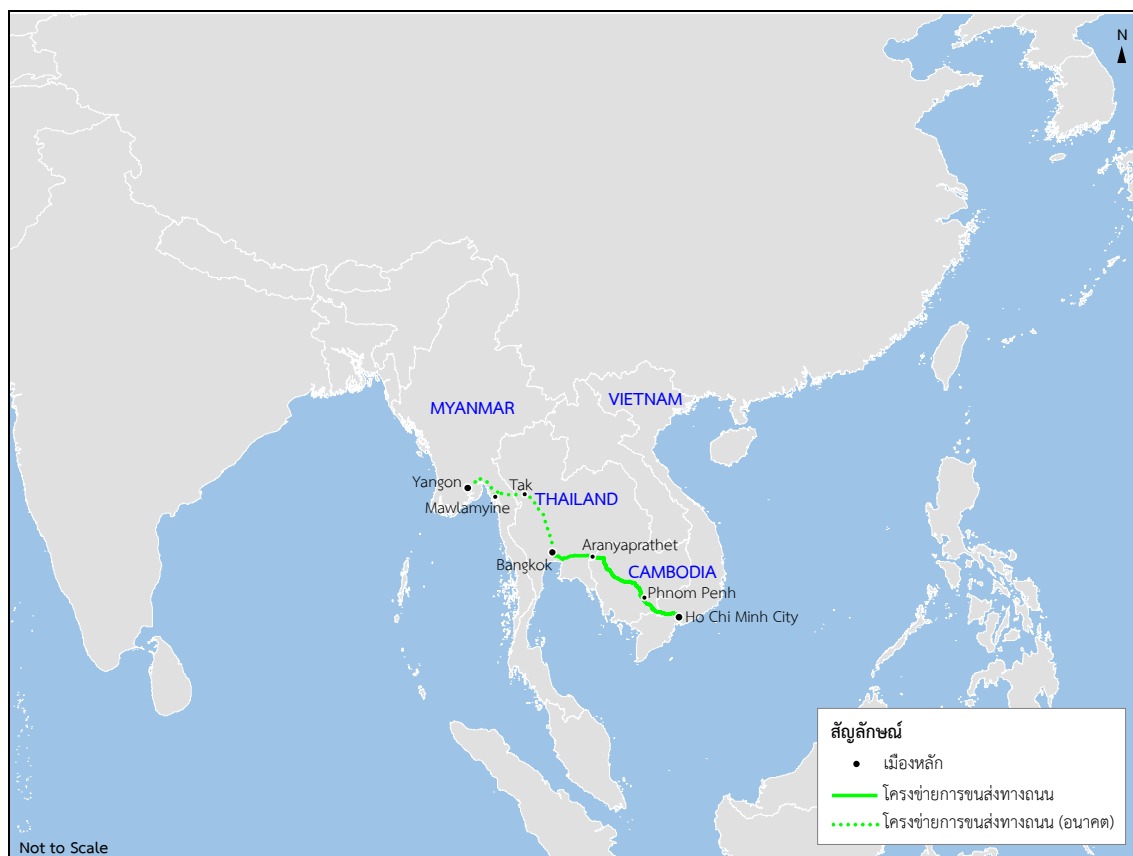 N
MYANMAR
VIETNAM
Yangon
Tak
Mawlamyine
THAILAND
Bangkok
Aranyaprathet
CAMBODIA
Phnom Penh
Ho Chi Minh City
สัญลักษณ์
เมืองหลัก
โครงข่ายการขนส่งทางถนน
โครงข่ายการขนส่งทางถนน (อนาคต)
Not to Scale